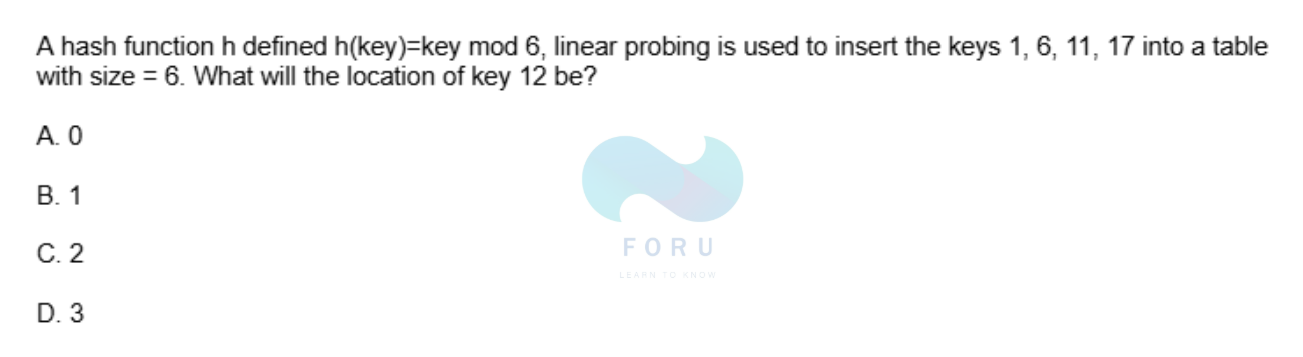 A hash function h defined h(key)=key mod 6, linear probing is used to insert the keys 1, 6, 11, 17 into a table
with size = 6. What will the location of key 12 be?
A. 0
B. 1
C. 2
D. 3
FORU
LEARN TO KNOW